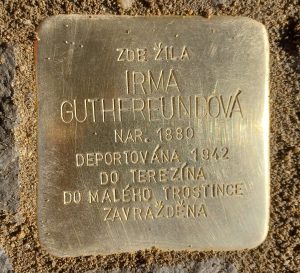 ZDE ŽILA
IRMA
GUTHFREUNDOVÁ
NAR. 1880
DEPORTOVÁNA 1942
DO TEREZÍNA
DO MALÉHO TROSTINCE
ZAVRAŽDĚNA